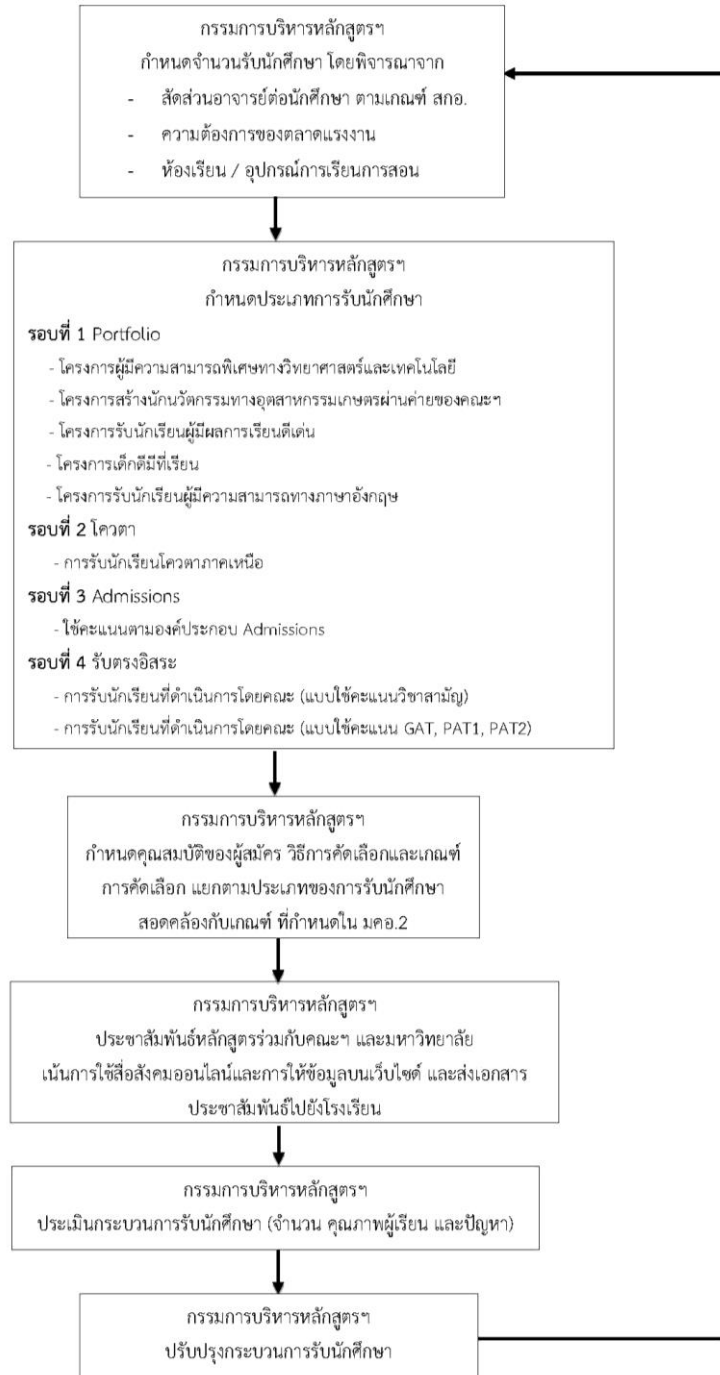 กรรมการบริหารหลักสูตรฯ
กำหนดจำนวนรับนักศึกษา โดยพิจารณาจาก
- สัดส่วนอาจารย์ต่อนักศึกษา ตามเกณฑ์ สกอ.
- ความต้องการของตลาดแรงงาน
- ห้องเรียน / อุปกรณ์การเรียนการสอน
กรรมการบริหารหลักสูตรฯ
กำหนดประเภทการรับนักศึกษา
รอบที่ 1 Portfolio
- โครงการผู้มีความสามารถพิเศษทางวิทยาศาสตร์และเทคโนโลยี
- โครงการสร้างนักนวัตกรรมทางอุตสาหกรรมเกษตรผ่านค่ายของคณะฯ
- โครงการรับนักเรียนผู้มีผลการเรียนดีเด่น
- โครงการเด็กดีมีที่เรียน
- โครงการรับนักเรียนผู้มีความสามารถทางภาษาอังกฤษ
รอบที่ 2 โควตา
- การรับนักเรียนโควตาภาคเหนือ
รอบที่ 3 Admissions
- ใช้คะแนนตามองค์ประกอบ Admissions
รอบที่ 4 รับตรงอิสระ
- การรับนักเรียนที่ดำเนินการโดยคณะ (แบบใช้คะแนนวิชาสามัญ)
- การรับนักเรียนที่ดำเนินการโดยคณะ (แบบใช้คะแนน GAT, PAT1, PAT2)
กรรมการบริหารหลักสูตรฯ
กำหนดคุณสมบัติของผู้สมัคร วิธีการคัดเลือกและเกณฑ์
การคัดเลือก แยกตามประเภทของการรับนักศึกษา
สอดคล้องกับเกณฑ์ ที่กำหนดใน มคอ.2
กรรมการบริหารหลักสูตรฯ
ประชาสัมพันธ์หลักสูตรร่วมกับคณะฯ และมหาวิทยาลัย
เน้นการใช้สื่อสังคมออนไลน์และการให้ข้อมูลบนเว็บไซต์ และส่งเอกสาร
ประชาสัมพันธ์ไปยังโรงเรียน
กรรมการบริหารหลักสูตรฯ
ประเมินกระบวนการรับนักศึกษา (จำนวน คุณภาพผู้เรียน และปัญหา)
กรรมการบริหารหลักสูตรฯ
ปรับปรุงกระบวนการรับนักศึกษา